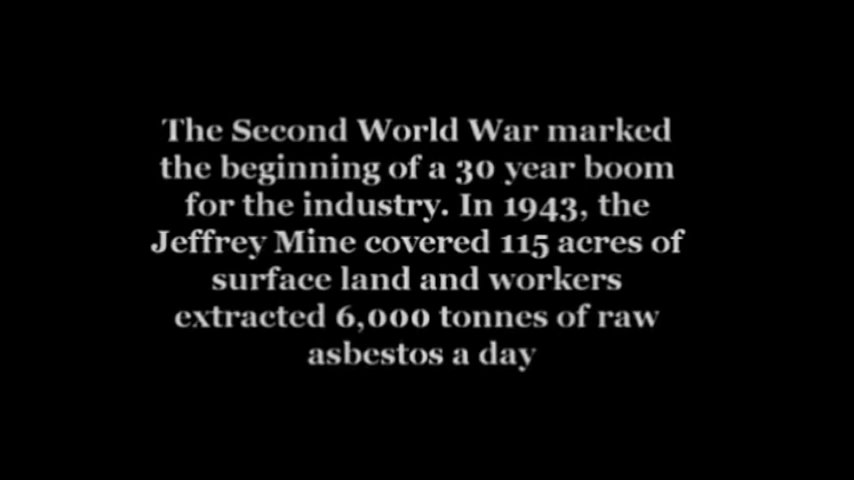 The Second World War marked
the beginning of a 30 year boom
for the industry. In 1943, the
Jeffrey Mine covered 115 acres of
surface land and workers
extracted 6,000 tonnes of raw
asbestos a day